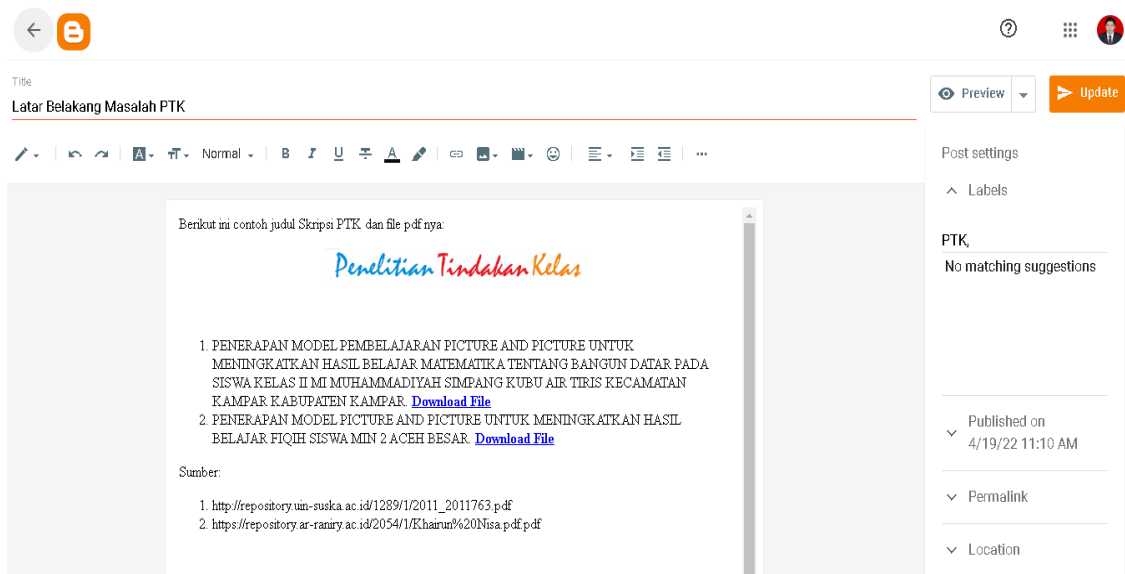 Title
Latar Belakang Masalah PTK
Preview
Update
Normal
Post settings
Labels
PTK,
No matching suggestions
Published on
4/19/22 11:10 AM
Permalink
Location
Berikut ini contoh judul Skripsi PTK dan file pdf nya:
Penelitian Tindakan Kelas
1. PENERAPAN MODEL PEMBELAJARAN PICTURE AND PICTURE UNTUK
MENINGKATKAN HASIL BELAJAR MATEMATIKA TENTANG BANGUN DATAR PADA
SISWA KELAS II MI MUHAMMADIYAH SIMPANG KUBU AIR TIRIS KECAMATAN
KAMPAR KABUPATEN KAMPAR. Download File
2. PENERAPAN MODEL PICTURE AND PICTURE UNTUK MENINGKATKAN HASIL
BELAJAR FIQIH SISWA MIN 2 ACEH BESAR. Download File
Sumber:
1. http://repository.uin-suska.ac.id/1289/1/2011_2011763.pdf
2. https://repository.ar-raniry.ac.id/2054/1/Khairun%20Nisa.pdf.pdf